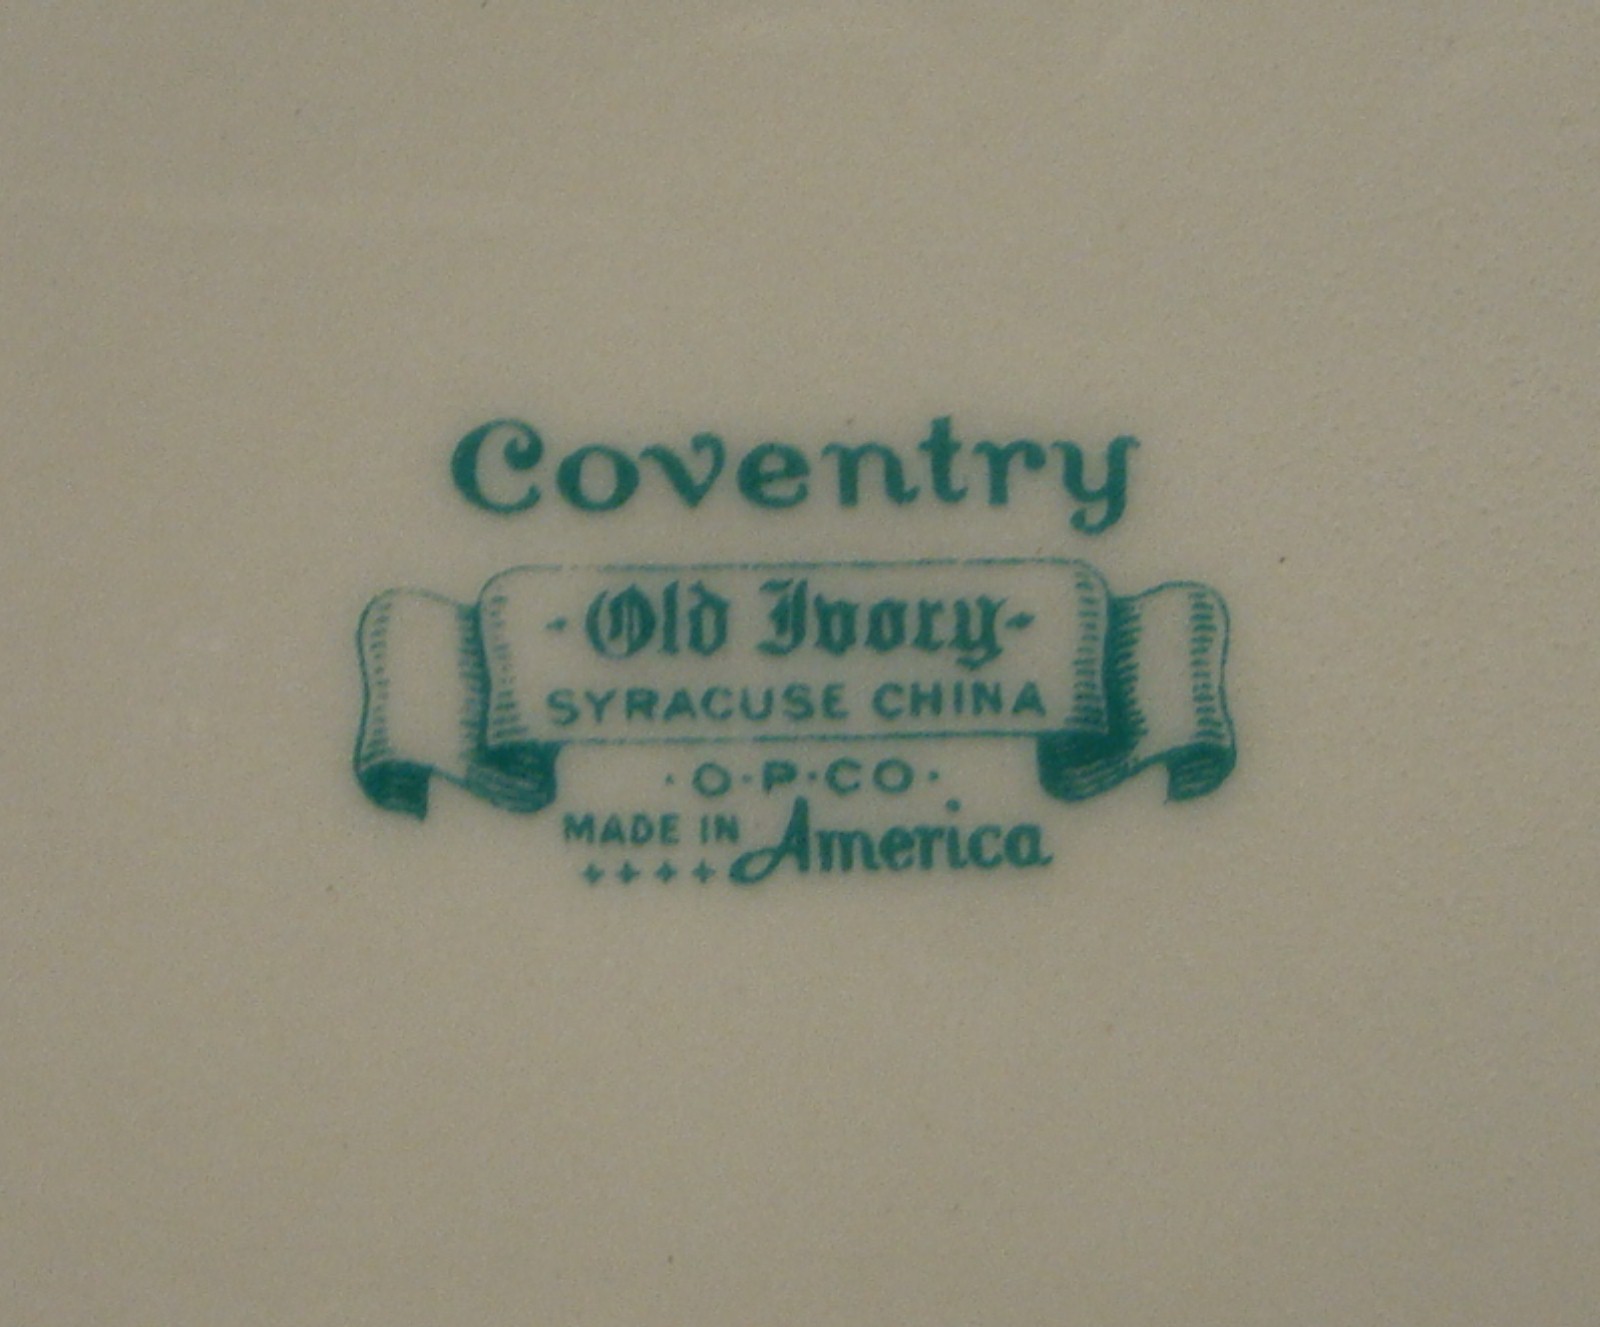 Coventry
·Old Ivory·
SYRACUSE CHINA
·O·P·CO·
MADE IN America
++++